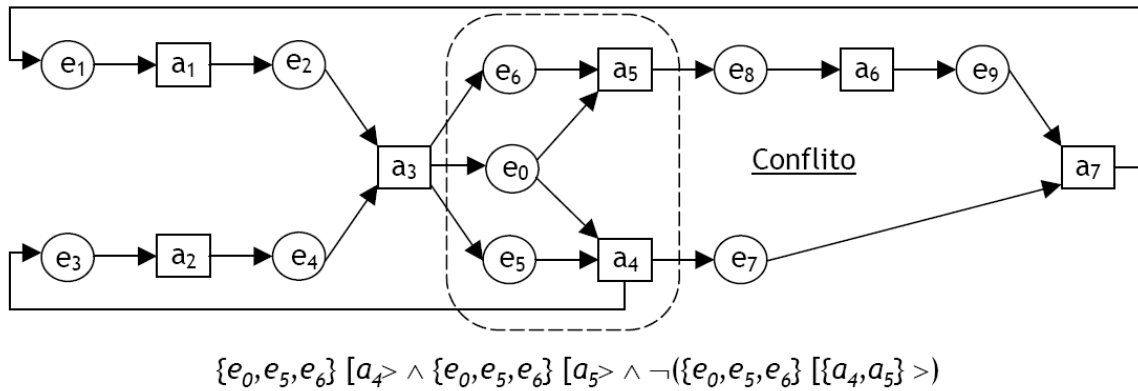 e₁ a₁ e₂ e₆ a₅ e₈ a₆ e₉
a₃ e₀ Conflito a₇
e₃ a₂ e₄ e₅ a₄ e₇
{e₀,e₅,e₆} [a₄> ∧ {e₀,e₅,e₆} [a₅> ∧ ¬({e₀,e₅,e₆} [{a₄,a₅} >)